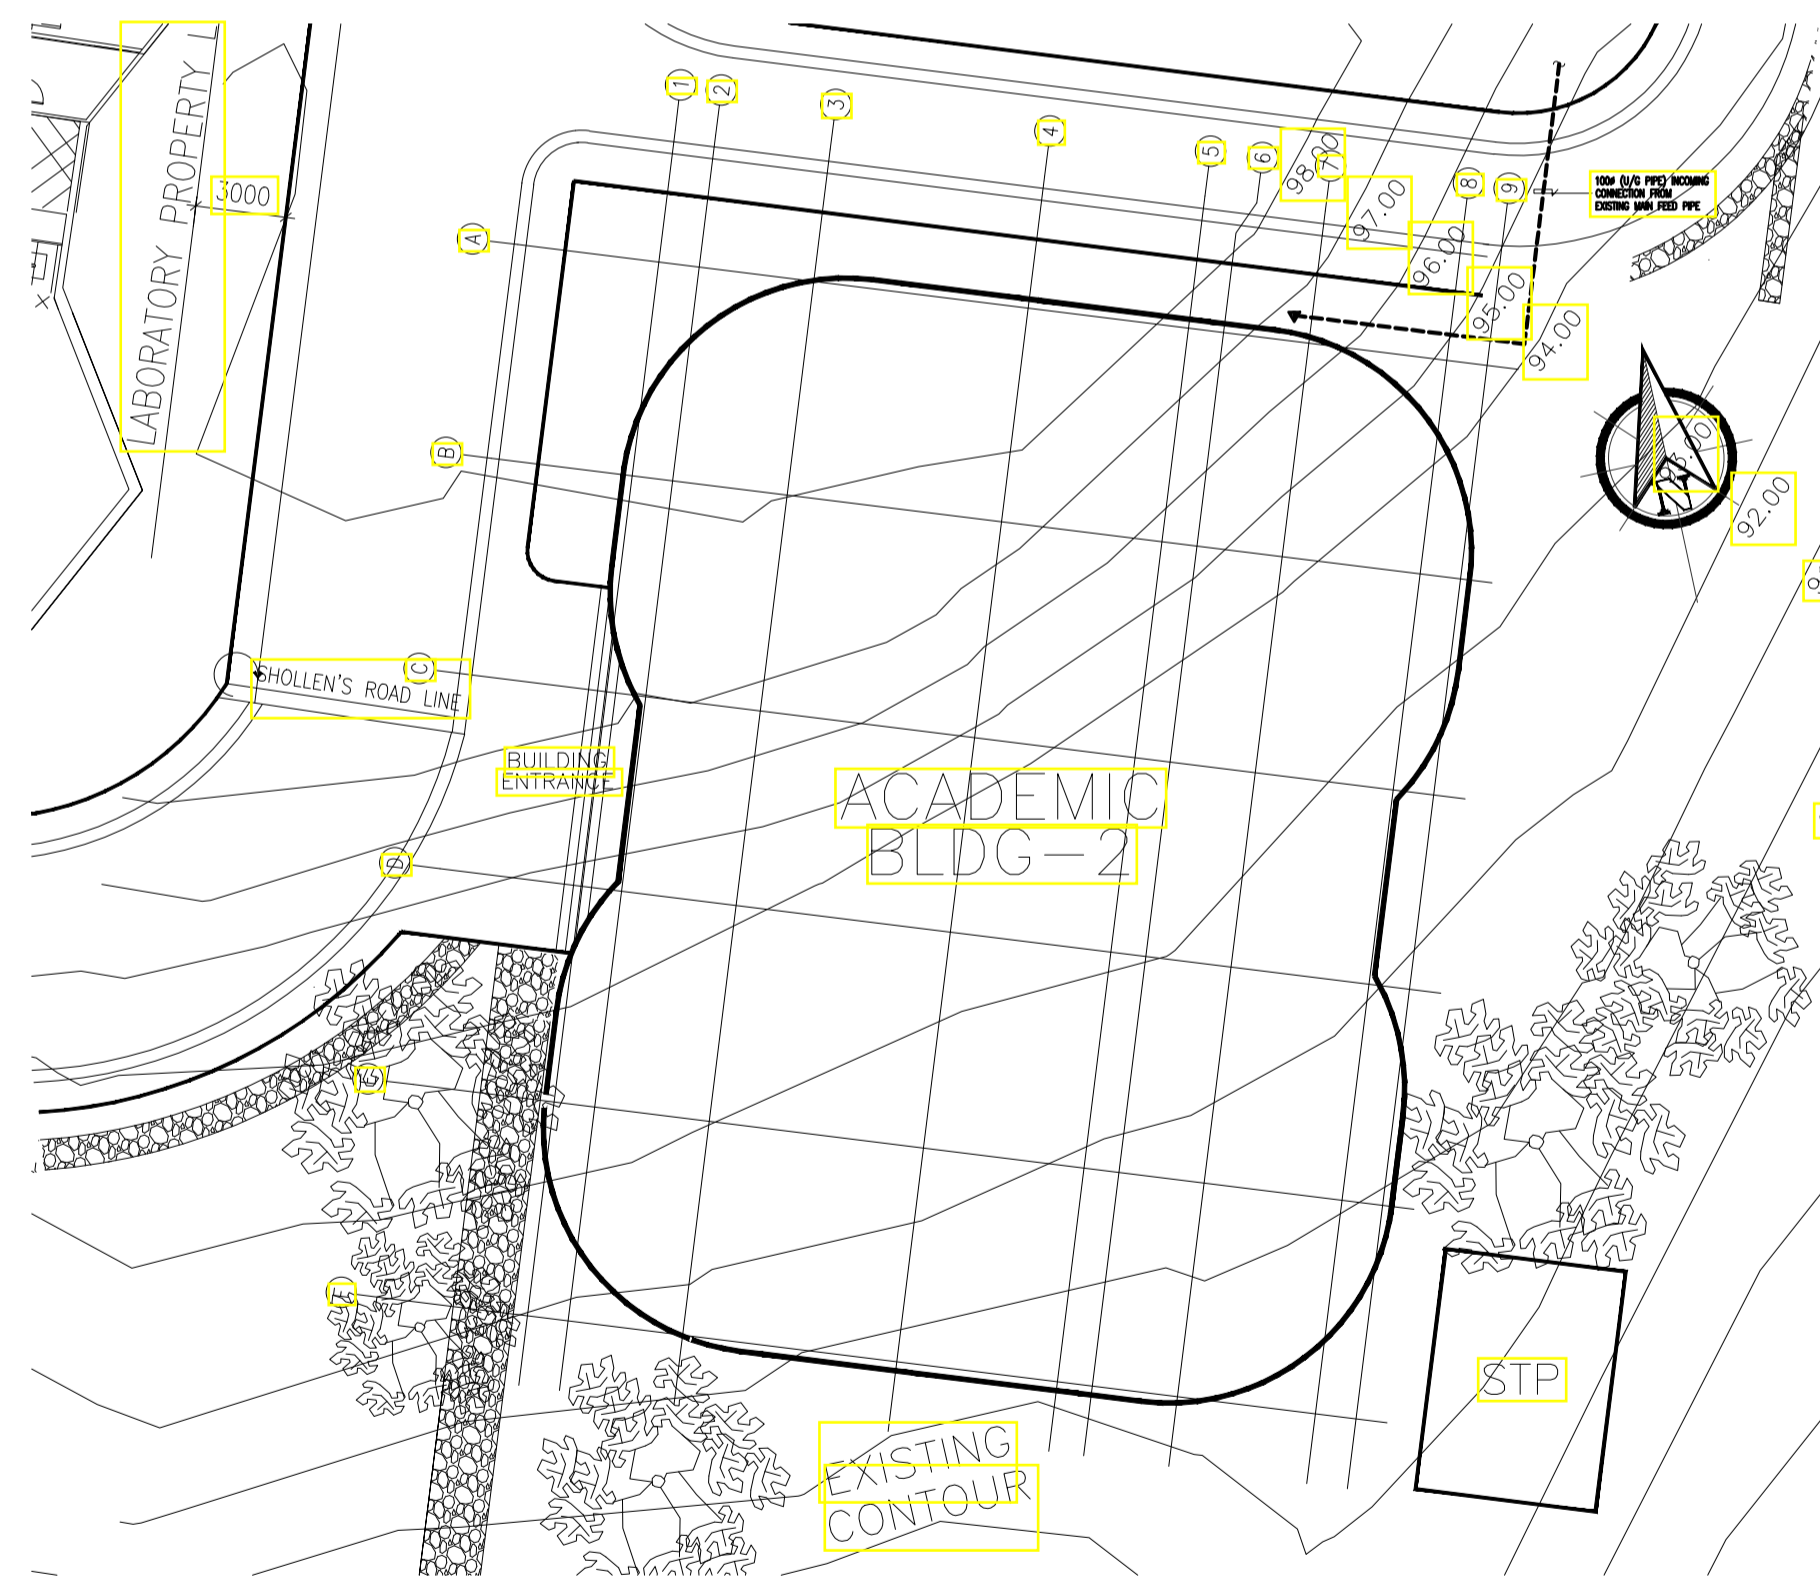 LABORATORY PROPERTY L
3000
1
2
3
4
5
6
7
8
9
98.00
97.00
96.00
95.00
94.00
93.00
92.00
100ø (U/G PIPE) INCOMING
CONNECTION FROM
EXISTING MAIN FEED PIPE
A
B
C
D
E
F
N
SHOLLEN'S ROAD LINE
BUILDING
ENTRANCE
ACADEMIC
BLDG-2
STP
EXISTING
CONTOUR